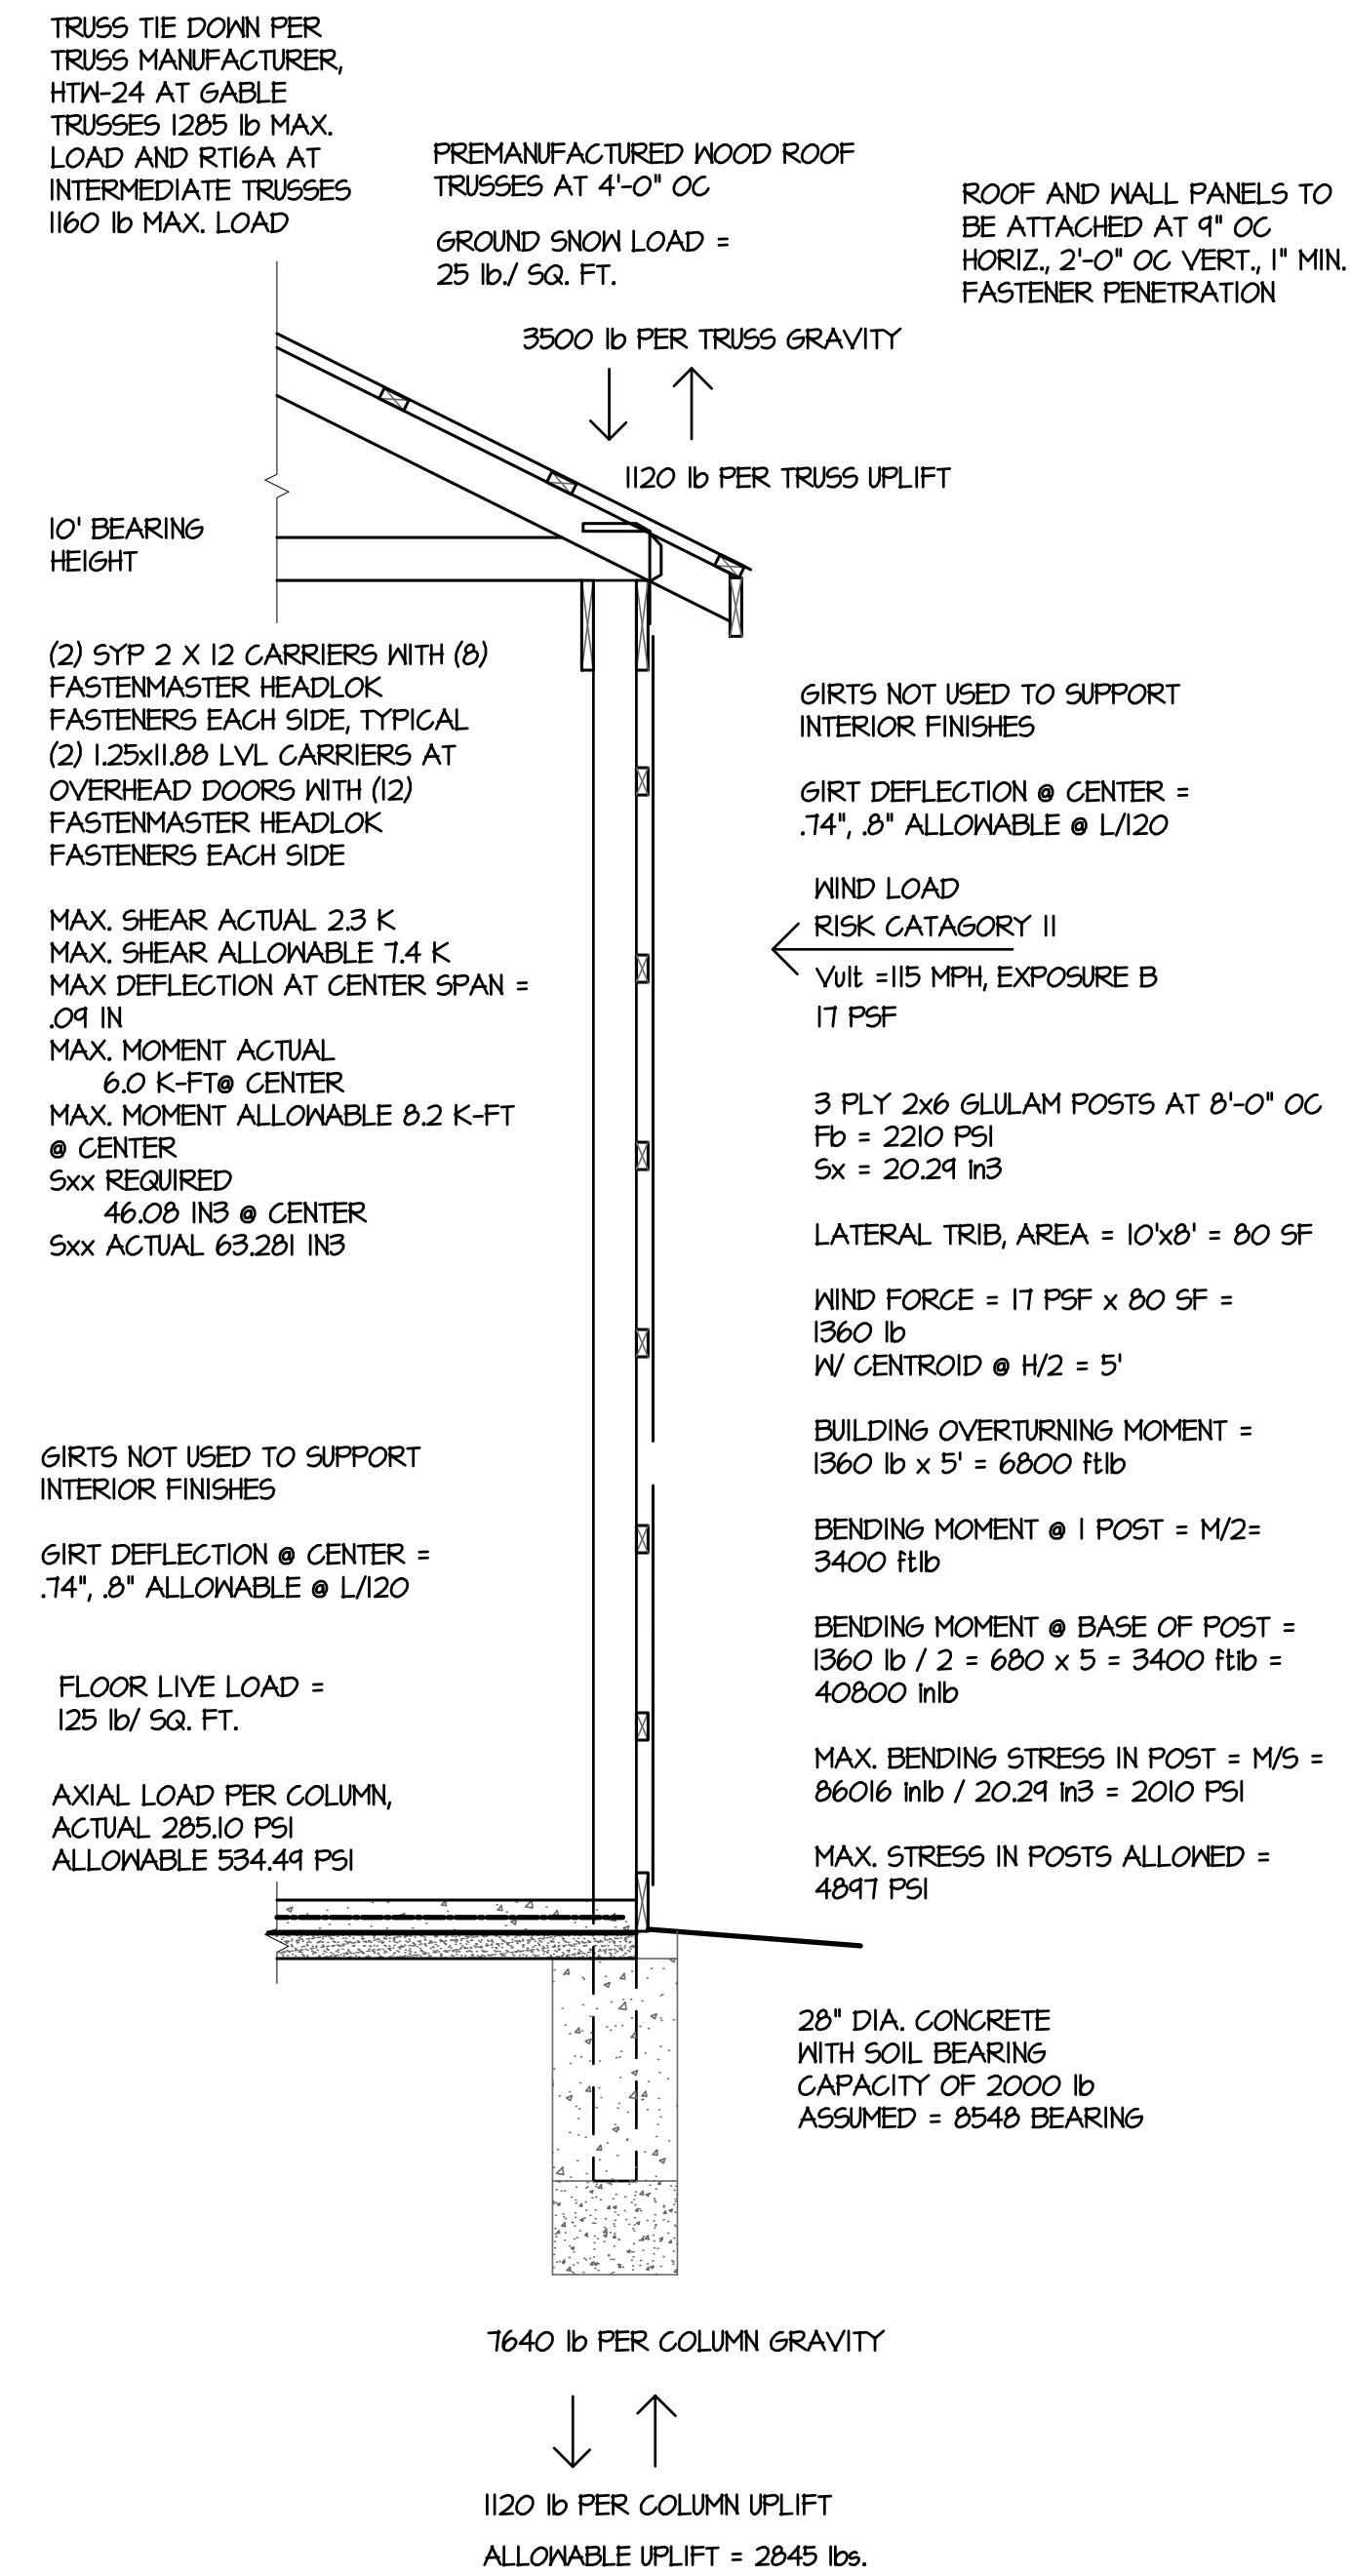 TRUSS TIE DOWN PER
TRUSS MANUFACTURER,
HTW-24 AT GABLE
TRUSSES 1285 lb MAX.
LOAD AND RT16A AT
INTERMEDIATE TRUSSES
1160 lb MAX. LOAD
PREMANUFACTURED WOOD ROOF
TRUSSES AT 4'-0" OC
GROUND SNOW LOAD =
25 lb./ SQ. FT.
ROOF AND WALL PANELS TO
BE ATTACHED AT 9" OC
HORIZ., 2'-0" OC VERT., 1" MIN.
FASTENER PENETRATION
3500 lb PER TRUSS GRAVITY
1120 lb PER TRUSS UPLIFT
10' BEARING
HEIGHT
(2) SYP 2 X 12 CARRIERS WITH (8)
FASTENMASTER HEADLOK
FASTENERS EACH SIDE, TYPICAL
(2) 1.25x11.88 LVL CARRIERS AT
OVERHEAD DOORS WITH (12)
FASTENMASTER HEADLOK
FASTENERS EACH SIDE
MAX. SHEAR ACTUAL 2.3 K
MAX. SHEAR ALLOWABLE 7.4 K
MAX DEFLECTION AT CENTER SPAN =
.09 IN
MAX. MOMENT ACTUAL
6.0 K-FT@ CENTER
MAX. MOMENT ALLOWABLE 8.2 K-FT
@ CENTER
Sxx REQUIRED
46.08 IN3 @ CENTER
Sxx ACTUAL 63.281 IN3
GIRTS NOT USED TO SUPPORT
INTERIOR FINISHES
GIRT DEFLECTION @ CENTER =
.74", .8" ALLOWABLE @ L/120
FLOOR LIVE LOAD =
125 lb/ SQ. FT.
AXIAL LOAD PER COLUMN,
ACTUAL 285.10 PSI
ALLOWABLE 534.49 PSI
GIRTS NOT USED TO SUPPORT
INTERIOR FINISHES
GIRT DEFLECTION @ CENTER =
.74", .8" ALLOWABLE @ L/120
WIND LOAD
RISK CATAGORY II
Vult =115 MPH, EXPOSURE B
17 PSF
3 PLY 2x6 GLULAM POSTS AT 8'-0" OC
Fb = 2210 PSI
Sx = 20.29 in3
LATERAL TRIB, AREA = 10'x8' = 80 SF
WIND FORCE = 17 PSF x 80 SF =
1360 lb
W/ CENTROID @ H/2 = 5'
BUILDING OVERTURNING MOMENT =
1360 lb x 5' = 6800 ftlb
BENDING MOMENT @ 1 POST = M/2=
3400 ftlb
BENDING MOMENT @ BASE OF POST =
1360 lb / 2 = 680 x 5 = 3400 ftib =
40800 inlb
MAX. BENDING STRESS IN POST = M/S =
86016 inlb / 20.29 in3 = 2010 PSI
MAX. STRESS IN POSTS ALLOWED =
4897 PSI
28" DIA. CONCRETE
WITH SOIL BEARING
CAPACITY OF 2000 lb
ASSUMED = 8548 BEARING
7640 lb PER COLUMN GRAVITY
1120 lb PER COLUMN UPLIFT
ALLOWABLE UPLIFT = 2845 lbs.